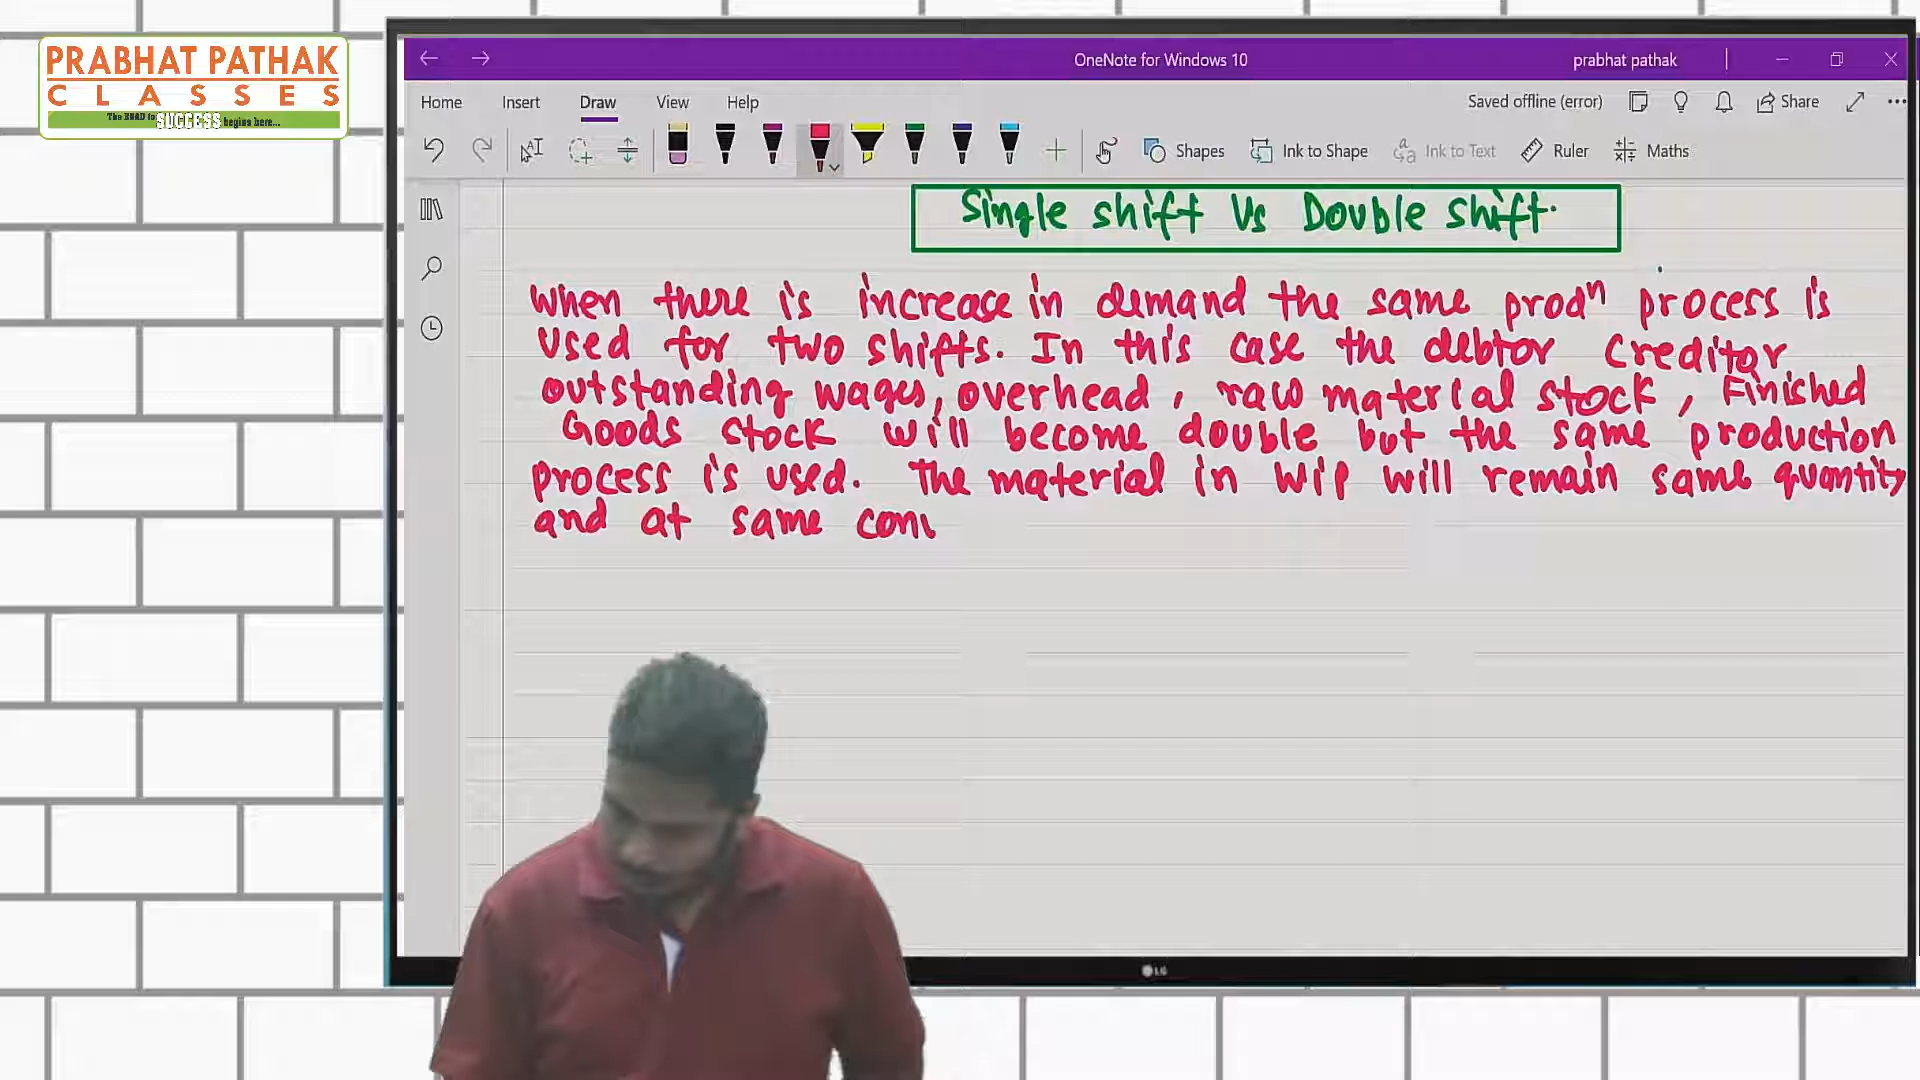 PRABHAT PATHAK
CLASSES
The ROAD to SUCCESS begins here...
OneNote for Windows 10
prabhat pathak
Home Insert Draw View Help
Saved offline (error)
Share
Shapes
Ink to Shape
Ink to Text
Ruler
Maths
Single shift Vs Double shift.
When there is increase in demand the same prodn process is
used for two shifts. In this case the debtor creditor
outstanding wages, overhead, raw material stock, Finished
Goods stock will become double but the same production
process is used. The material in WIP will remain same quantity
and at same
LG